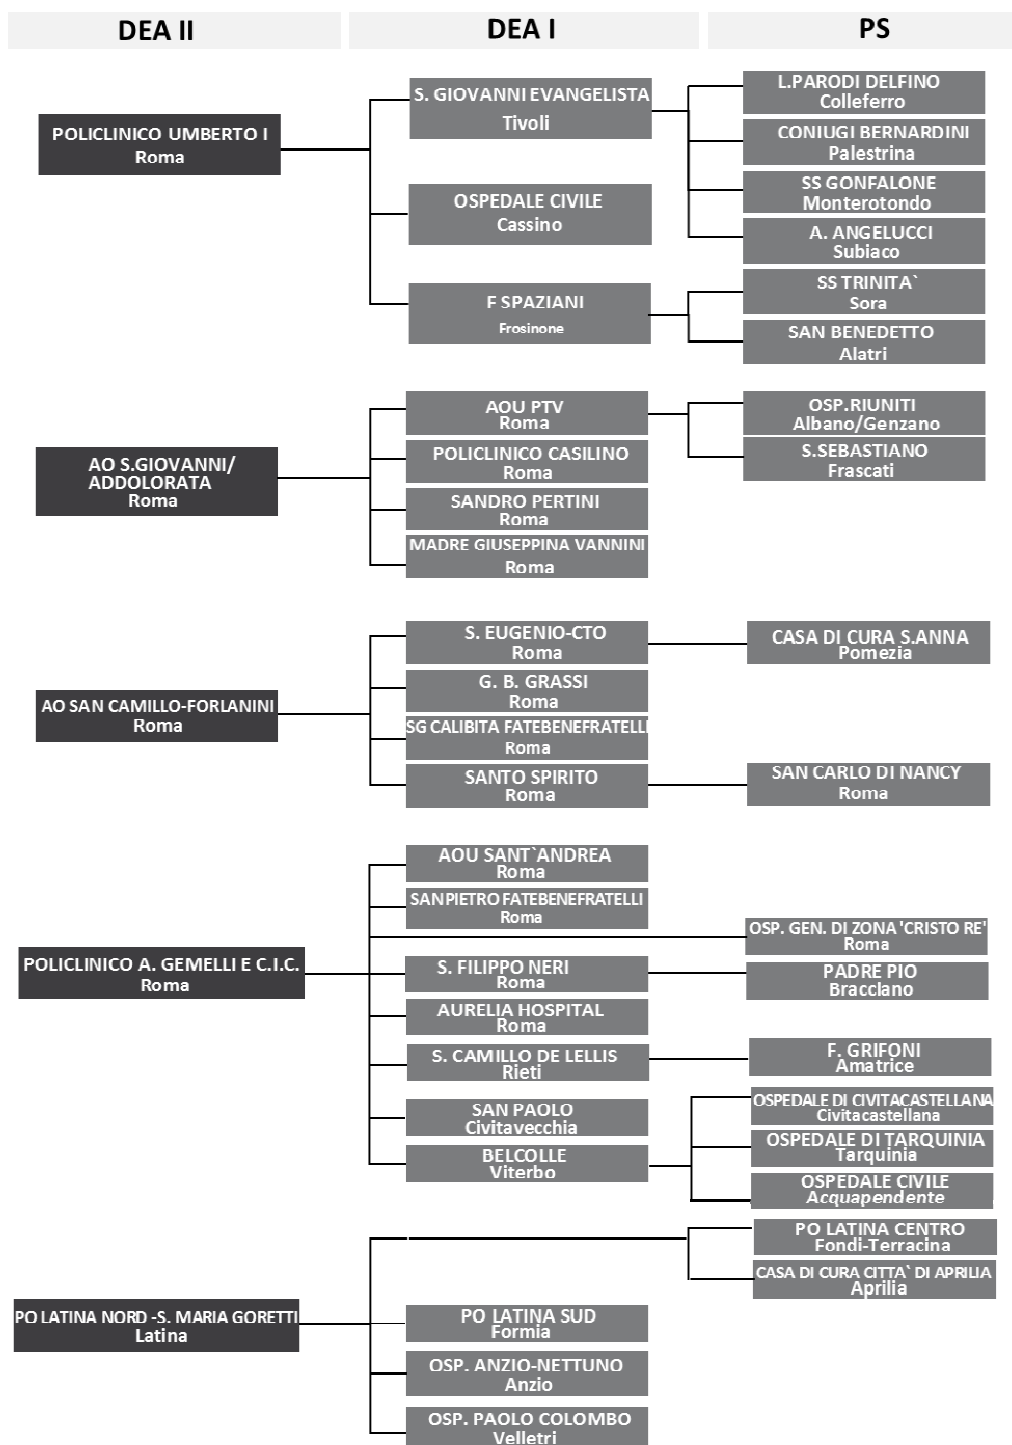 DEA II
DEA I
PS
POLICLINICO UMBERTO I
Roma
S. GIOVANNI EVANGELISTA
Tivoli
OSPEDALE CIVILE
Cassino
F SPAZIANI
Frosinone
L.PARODI DELFINO
Colleferro
CONIUGI BERNARDINI
Palestrina
SS GONFALONE
Monterotondo
A. ANGELUCCI
Subiaco
SS TRINITA`
Sora
SAN BENEDETTO
Alatri
AO S.GIOVANNI/
ADDOLORATA
Roma
AOU PTV
Roma
POLICLINICO CASILINO
Roma
SANDRO PERTINI
Roma
MADRE GIUSEPPINA VANNINI
Roma
OSP.RIUNITI
Albano/Genzano
S.SEBASTIANO
Frascati
AO SAN CAMILLO-FORLANINI
Roma
S. EUGENIO-CTO
Roma
G. B. GRASSI
Roma
SG CALIBITA FATEBENEFRATELLI
Roma
SANTO SPIRITO
Roma
CASA DI CURA S.ANNA
Pomezia
SAN CARLO DI NANCY
Roma
POLICLINICO A. GEMELLI E C.I.C.
Roma
AOU SANT`ANDREA
Roma
SAN PIETRO FATEBENEFRATELLI
Roma
S. FILIPPO NERI
Roma
AURELIA HOSPITAL
Roma
S. CAMILLO DE LELLIS
Rieti
SAN PAOLO
Civitavecchia
BELCOLLE
Viterbo
OSP. GEN. DI ZONA 'CRISTO RE'
Roma
PADRE PIO
Bracclano
F. GRIFONI
Amatrice
OSPEDALE DI CIVITACASTELLANA
Civitacastellana
OSPEDALE DI TARQUINIA
Tarquinia
OSPEDALE CIVILE
Acquapendente
PO LATINA NORD -S. MARIA GORETTI
Latina
PO LATINA SUD
Formia
OSP. ANZIO-NETTUNO
Anzio
OSP. PAOLO COLOMBO
Velletri
PO LATINA CENTRO
Fondi-Terracina
CASA DI CURA CITTA` DI APRILIA
Aprilia